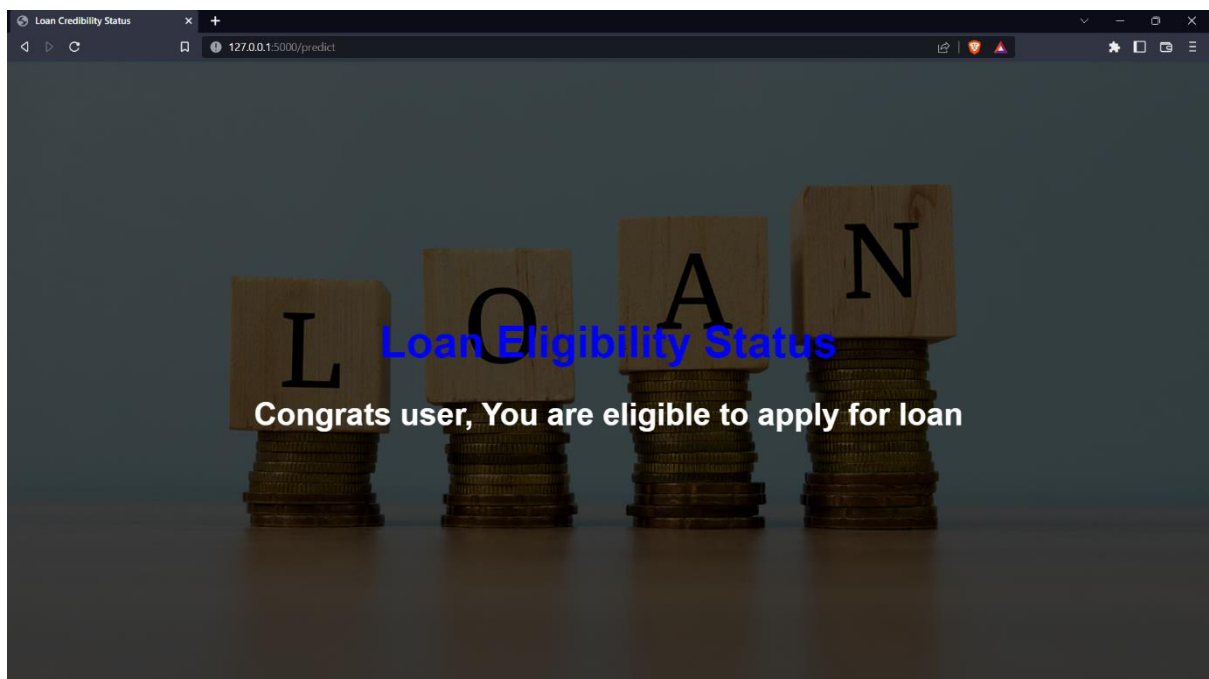 Loan Credibility Status
127.0.0.1:5000/predict
L O A N
Loan Eligibility Status
Congrats user, You are eligible to apply for loan